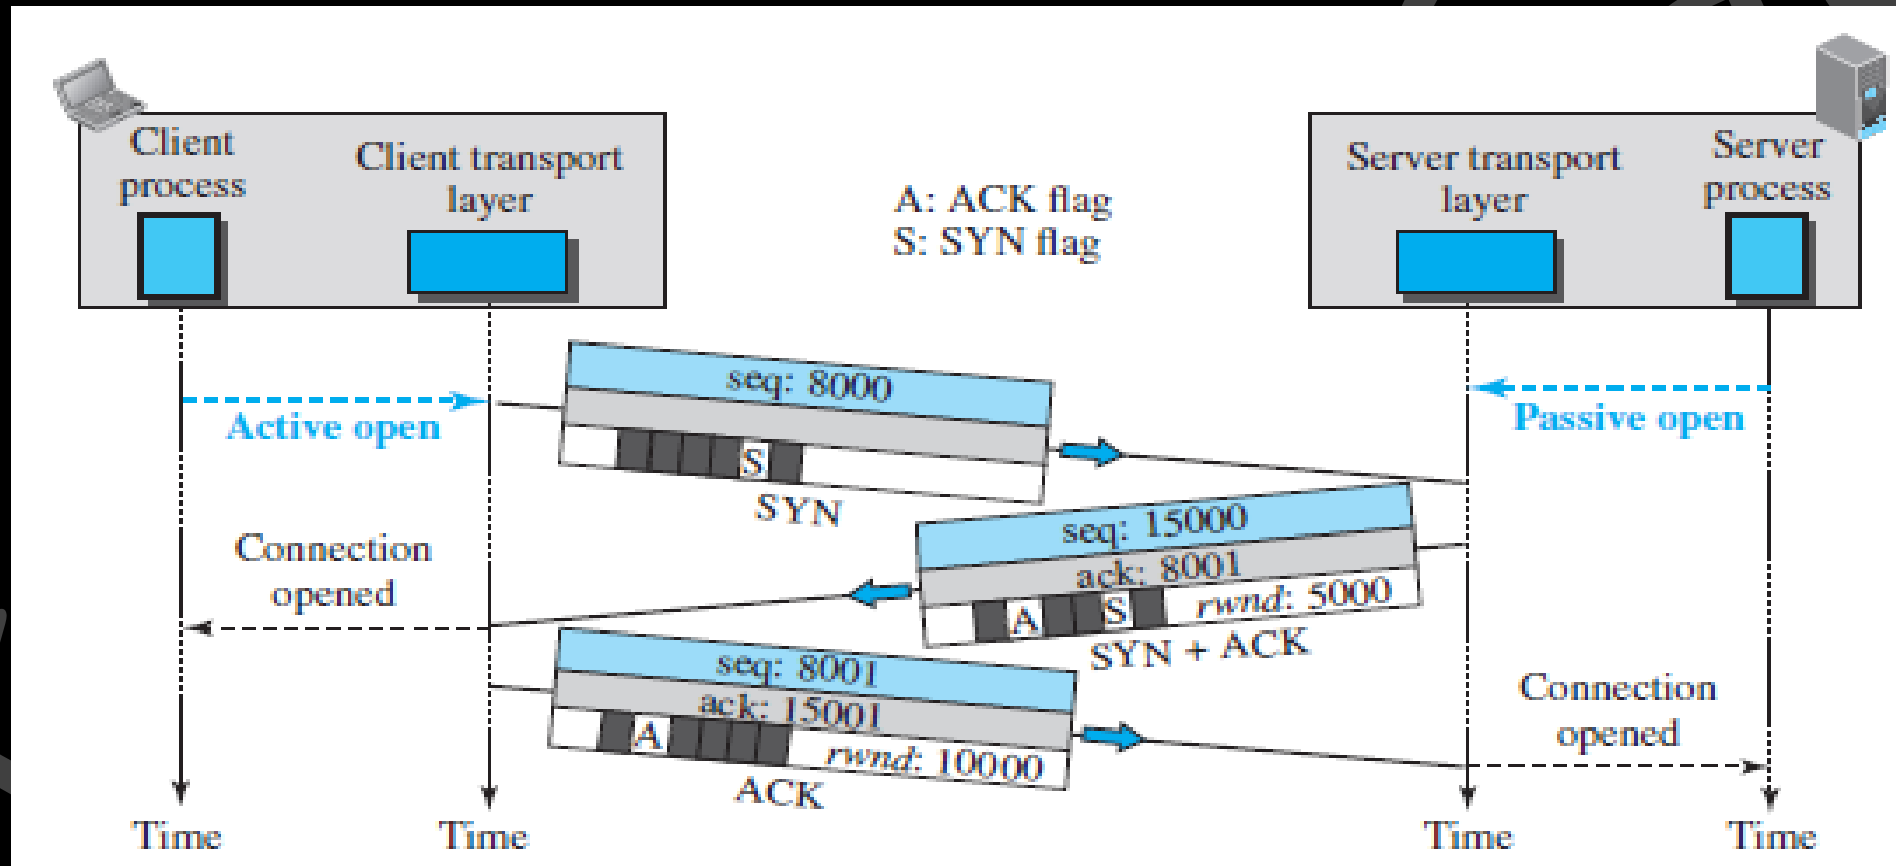 Client
process
Client transport
layer
A: ACK flag
S: SYN flag
Server transport
layer
Server
process
Active open
seq: 8000
S
SYN
Passive open
Connection
opened
seq: 15000
ack: 8001
A S rwnd: 5000
SYN + ACK
seq: 8001
ack: 15001
A rwnd: 10000
ACK
Connection
opened
Time
Time
Time
Time